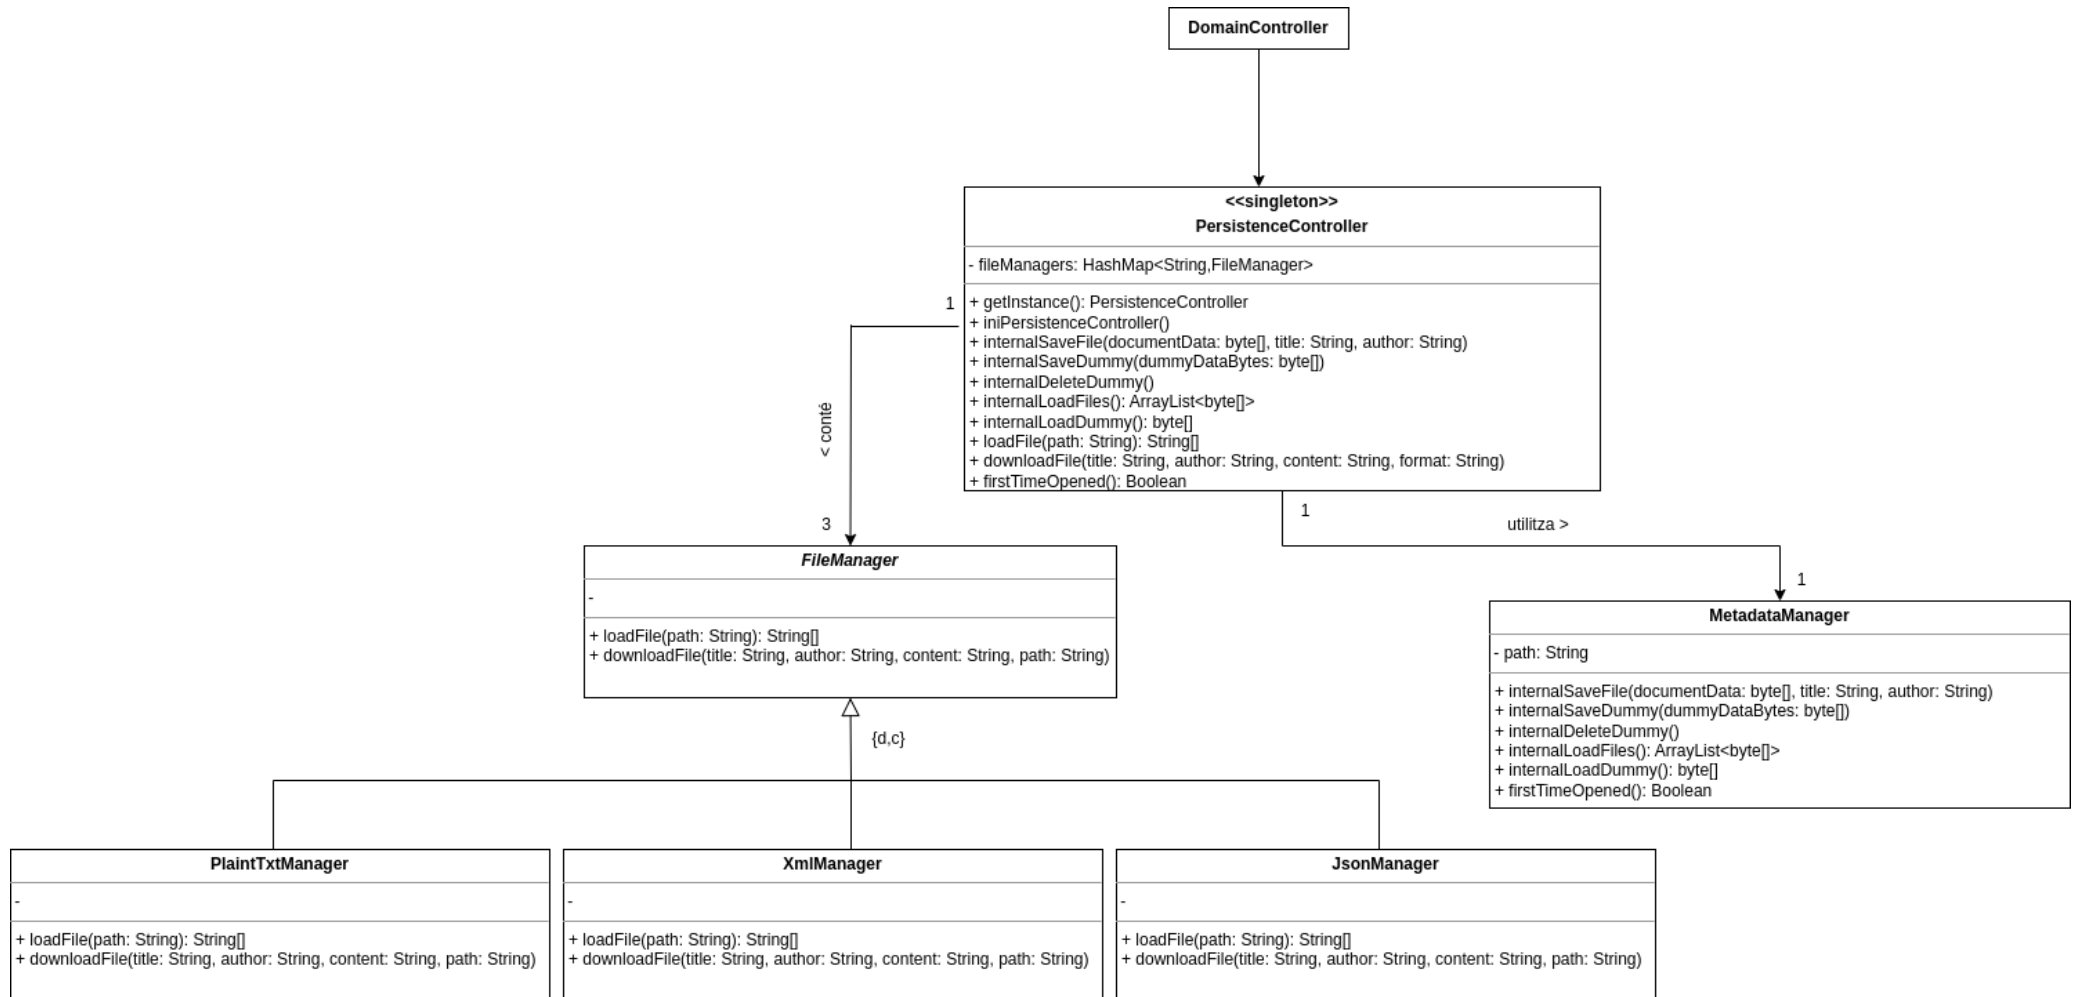 DomainController
<<singleton>>
PersistenceController
- fileManagers: HashMap<String,FileManager>
+ getInstance(): PersistenceController
+ iniPersistenceController()
+ internalSaveFile(documentData: byte[], title: String, author: String)
+ internalSaveDummy(dummyDataBytes: byte[])
+ internalDeleteDummy()
+ internalLoadFiles(): ArrayList<byte[]>
+ internalLoadDummy(): byte[]
+ loadFile(path: String): String[]
+ downloadFile(title: String, author: String, content: String, format: String)
+ firstTimeOpened(): Boolean
1
< conté
3
1
utilitza >
1
FileManager
-
+ loadFile(path: String): String[]
+ downloadFile(title: String, author: String, content: String, path: String)
{d,c}
MetadataManager
- path: String
+ internalSaveFile(documentData: byte[], title: String, author: String)
+ internalSaveDummy(dummyDataBytes: byte[])
+ internalDeleteDummy()
+ internalLoadFiles(): ArrayList<byte[]>
+ internalLoadDummy(): byte[]
+ firstTimeOpened(): Boolean
PlaintTxtManager
-
+ loadFile(path: String): String[]
+ downloadFile(title: String, author: String, content: String, path: String)
XmlManager
-
+ loadFile(path: String): String[]
+ downloadFile(title: String, author: String, content: String, path: String)
JsonManager
-
+ loadFile(path: String): String[]
+ downloadFile(title: String, author: String, content: String, path: String)